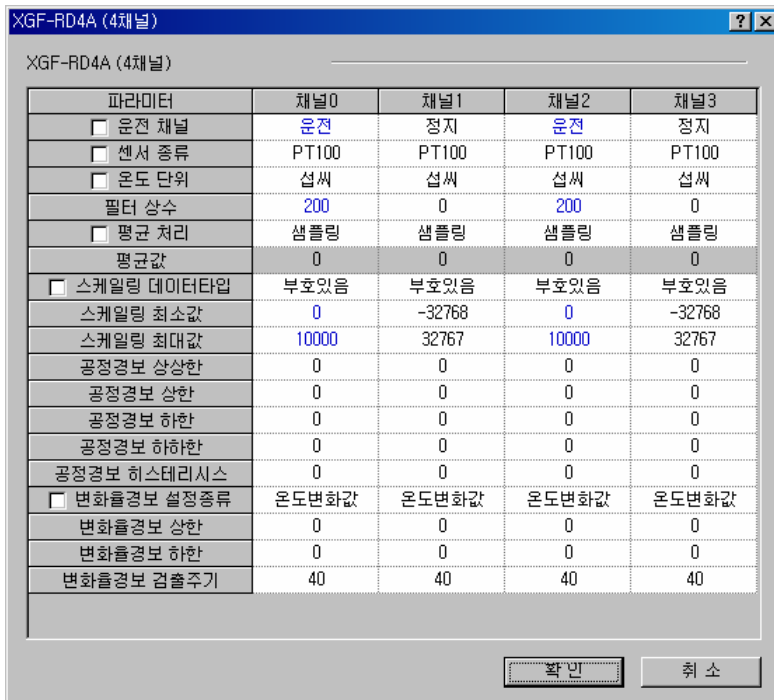 XGF-RD4A (4채널)
XGF-RD4A (4채널)
파라미터 채널0 채널1 채널2 채널3
운전 채널 운전 정지 운전 정지
센서 종류 PT100 PT100 PT100 PT100
온도 단위 섭씨 섭씨 섭씨 섭씨
필터 상수 200 0 200 0
평균 처리 샘플링 샘플링 샘플링 샘플링
평균값 0 0 0 0
스케일링 데이터타입 부호있음 부호있음 부호있음 부호있음
스케일링 최소값 0 -32768 0 -32768
스케일링 최대값 10000 32767 10000 32767
공정경보 상상한 0 0 0 0
공정경보 상한 0 0 0 0
공정경보 하한 0 0 0 0
공정경보 하하한 0 0 0 0
공정경보 히스테리시스 0 0 0 0
변화율경보 설정종류 온도변화값 온도변화값 온도변화값 온도변화값
변화율경보 상한 0 0 0 0
변화율경보 하한 0 0 0 0
변화율경보 검출주기 40 40 40 40
확인 취소